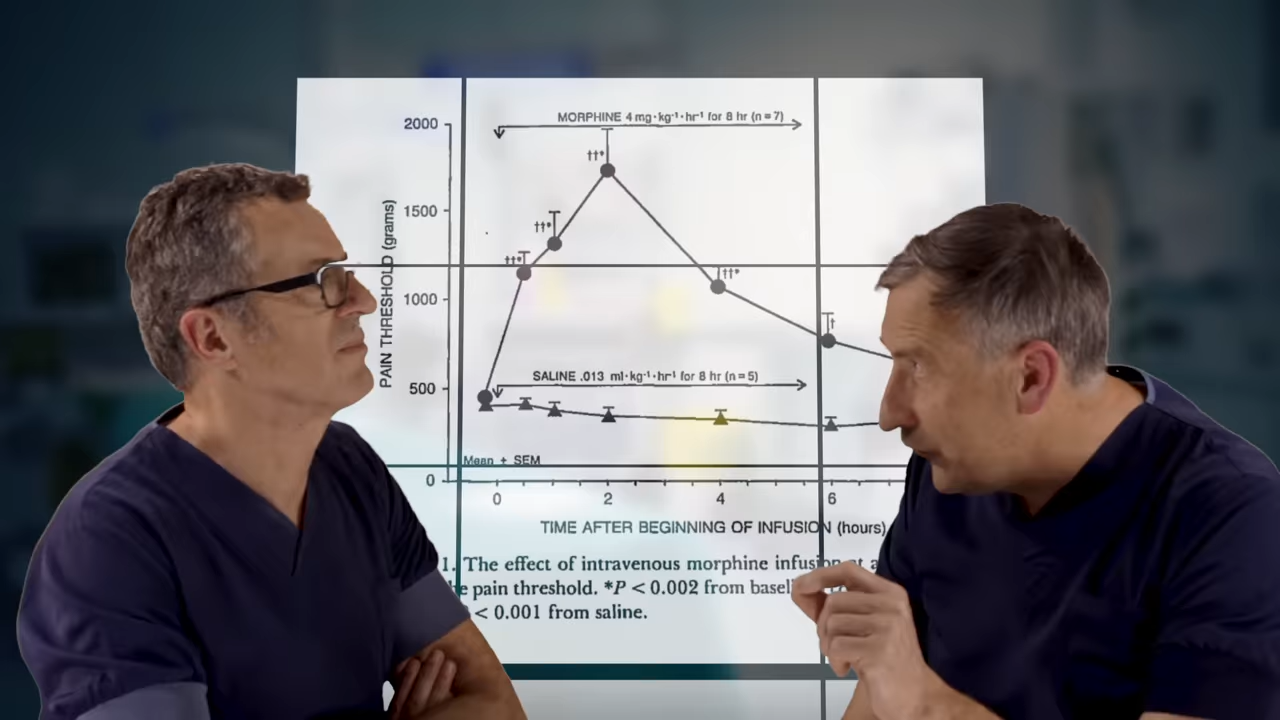 MORPHINE 4 mg·kg⁻¹·hr⁻¹ for 8 hr (n = 7)
2000
††*
1500
††*
††*
††*
PAIN THRESHOLD (grams)
1000
†
SALINE .013 ml·kg⁻¹·hr⁻¹ for 8 hr (n = 5)
500
Mean + SEM
0
0 2 4 6
TIME AFTER BEGINNING OF INFUSION (hours)
1. The effect of intravenous morphine infusion at
pain threshold. *P < 0.002 from
< 0.001 from saline.